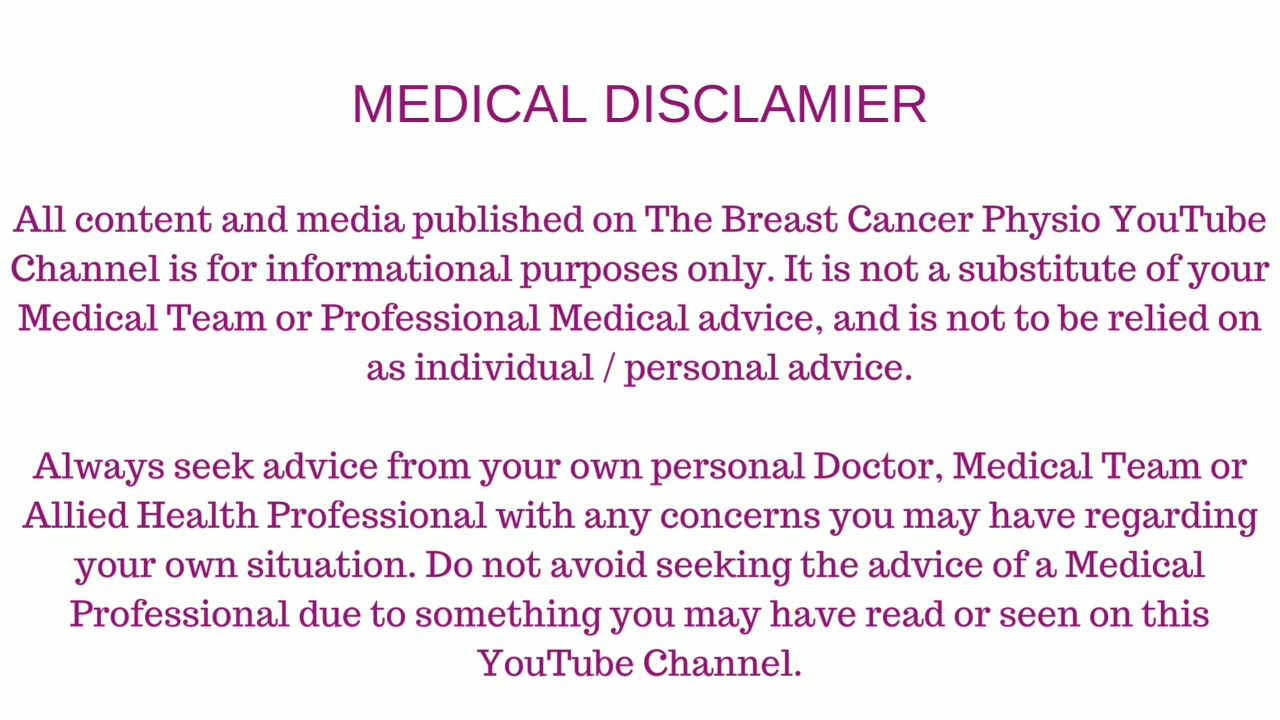 MEDICAL DISCLAMIER
All content and media published on The Breast Cancer Physio YouTube
Channel is for informational purposes only. It is not a substitute of your
Medical Team or Professional Medical advice, and is not to be relied on
as individual / personal advice.
Always seek advice from your own personal Doctor, Medical Team or
Allied Health Professional with any concerns you may have regarding
your own situation. Do not avoid seeking the advice of a Medical
Professional due to something you may have read or seen on this
YouTube Channel.